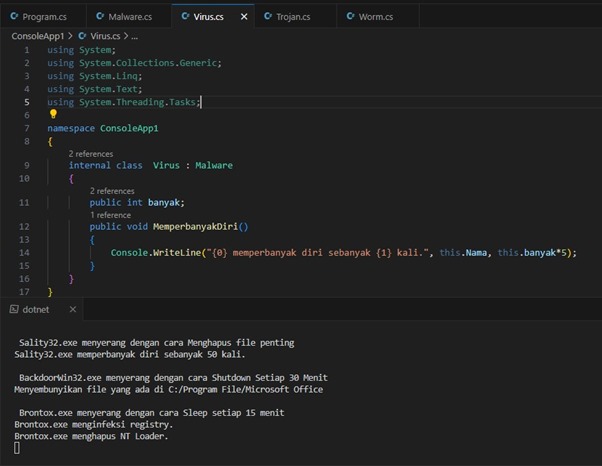 Program.cs Malware.cs Virus.cs Trojan.cs Worm.cs
ConsoleApp1 > Virus.cs > ...
1 using System;
2 using System.Collections.Generic;
3 using System.Linq;
4 using System.Text;
5 using System.Threading.Tasks;
6
7 namespace ConsoleApp1
8 {
2 references
9 internal class Virus : Malware
10 {
2 references
11 public int banyak;
1 reference
12 public void MemperbanyakDiri()
13 {
14 Console.WriteLine("{0} memperbanyak diri sebanyak {1} kali.", this.Nama, this.banyak*5);
15 }
16 }
17 }
dotnet
Sality32.exe menyerang dengan cara Menghapus file penting
Sality32.exe memperbanyak diri sebanyak 50 kali.
BackdoorWin32.exe menyerang dengan cara Shutdown Setiap 30 Menit
Menyembunyikan file yang ada di C:/Program File/Microsoft Office
Brontox.exe menyerang dengan cara Sleep setiap 15 menit
Brontox.exe menginfeksi registry.
Brontox.exe menghapus NT Loader.